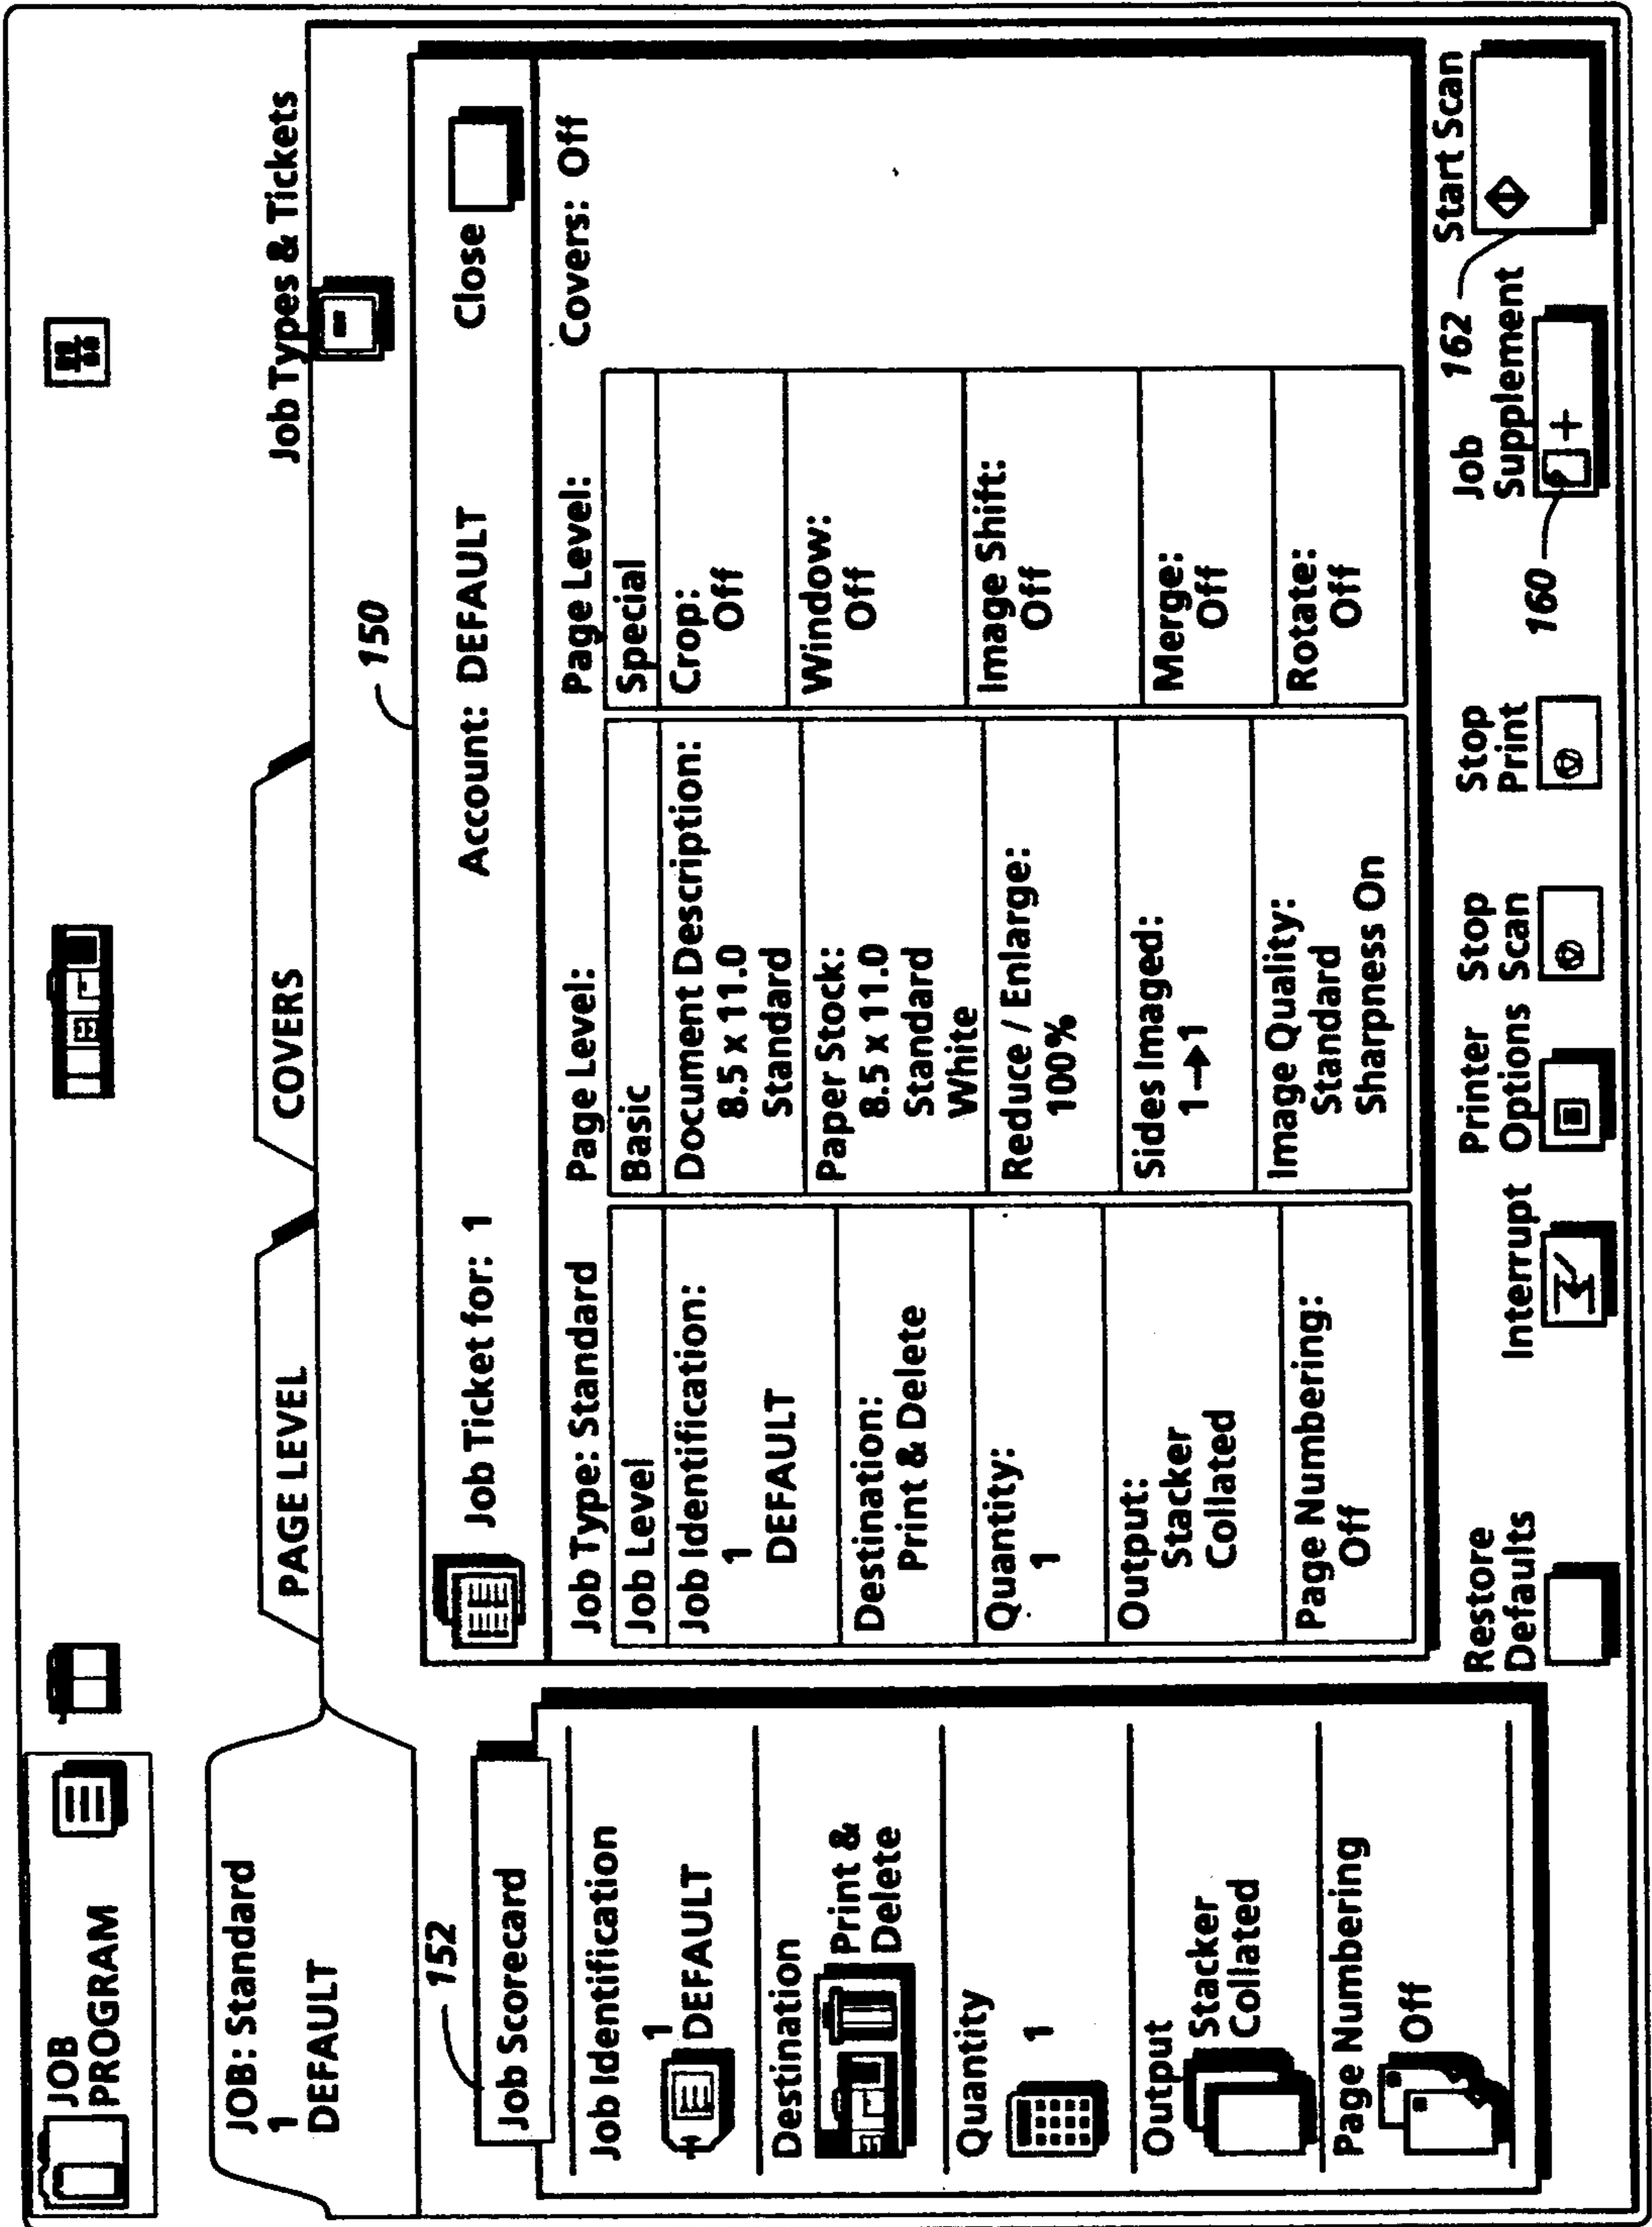 JOB
PROGRAM
JOB: Standard
1
DEFAULT
PAGE LEVEL
COVERS
Job Types & Tickets
152
150
Job Scorecard
Job Identification
1
DEFAULT
Destination
Print &
Delete
Quantity
1
Output
Stacker
Collated
Page Numbering
Off
Job Ticket for: 1
Account: DEFAULT
Close
Job Type: Standard
Job Level
Job Identification:
1
DEFAULT
Destination:
Print & Delete
Quantity:
1
Output:
Stacker
Collated
Page Numbering:
Off
Page Level:
Basic
Document Description:
8.5 x 11.0
Standard
Paper Stock:
8.5 x 11.0
Standard
White
Reduce / Enlarge:
100%
Sides Imaged:
1→1
Image Quality:
Standard
Sharpness On
Page Level:
Special
Crop:
Off
Window:
Off
Image Shift:
Off
Merge:
Off
Rotate:
Off
Covers: Off
Restore
Defaults
Interrupt
Printer
Options
Stop
Scan
Stop
Print
160
Job
Supplement
162
Start Scan